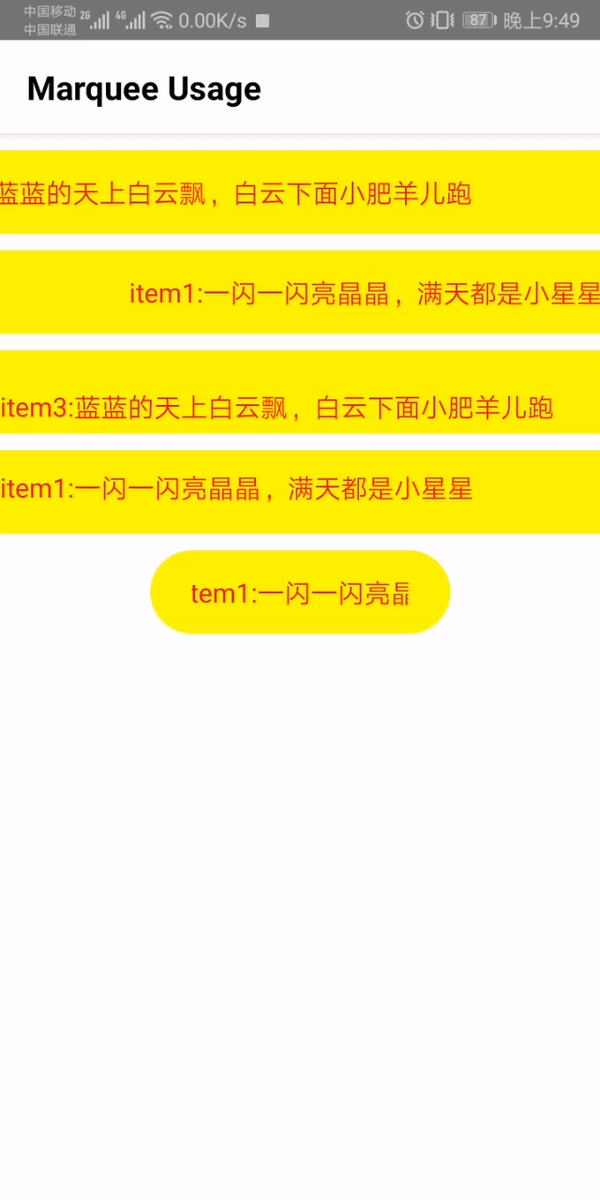 中国移动 2G 4G 0.00K/s 87 晚上9:49
中国联通
Marquee Usage
蓝蓝的天上白云飘，白云下面小肥羊儿跑
item1:一闪一闪亮晶晶，满天都是小星星
item3:蓝蓝的天上白云飘，白云下面小肥羊儿跑
item1:一闪一闪亮晶晶，满天都是小星星
tem1:一闪一闪亮晶